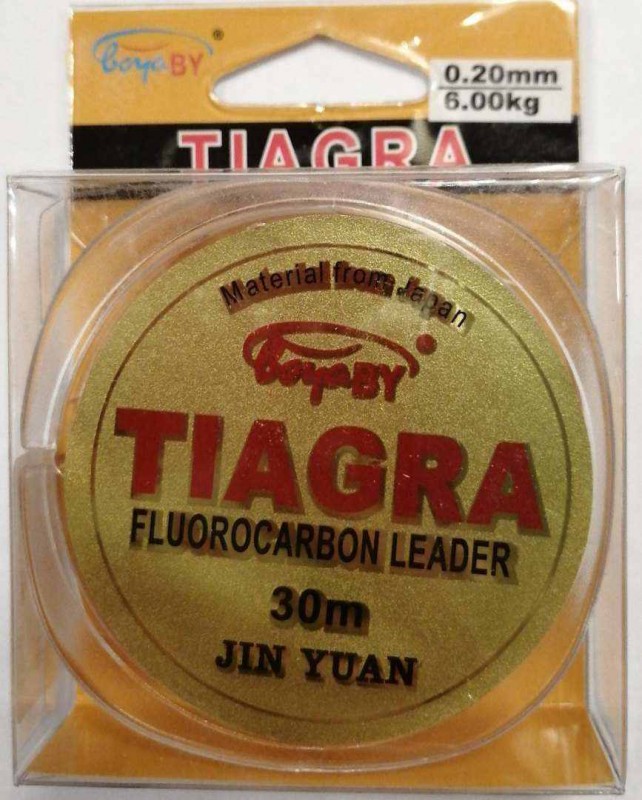 boyaBY®
0.20mm
6.00kg
TIAGRA
Material from Japan
boyaBY
TIAGRA
FLUOROCARBON LEADER
30m
JIN YUAN